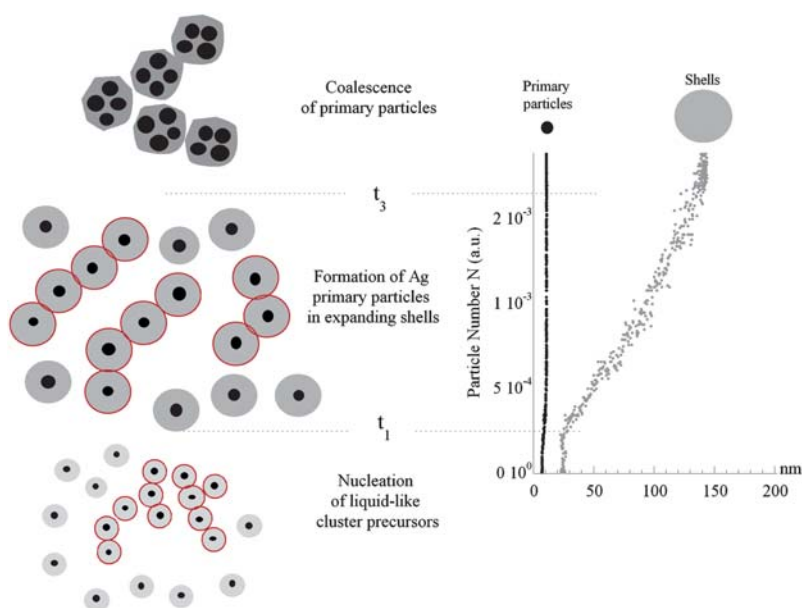 Coalescence
of primary particles
Primary
particles
Shells
t3
Formation of Ag
primary particles
in expanding shells
t1
Nucleation
of liquid-like
cluster precursors
Particle Number N (a.u.)
2 10-3
1 10-3
5 10-4
0 100
0
50
100
150
200
nm